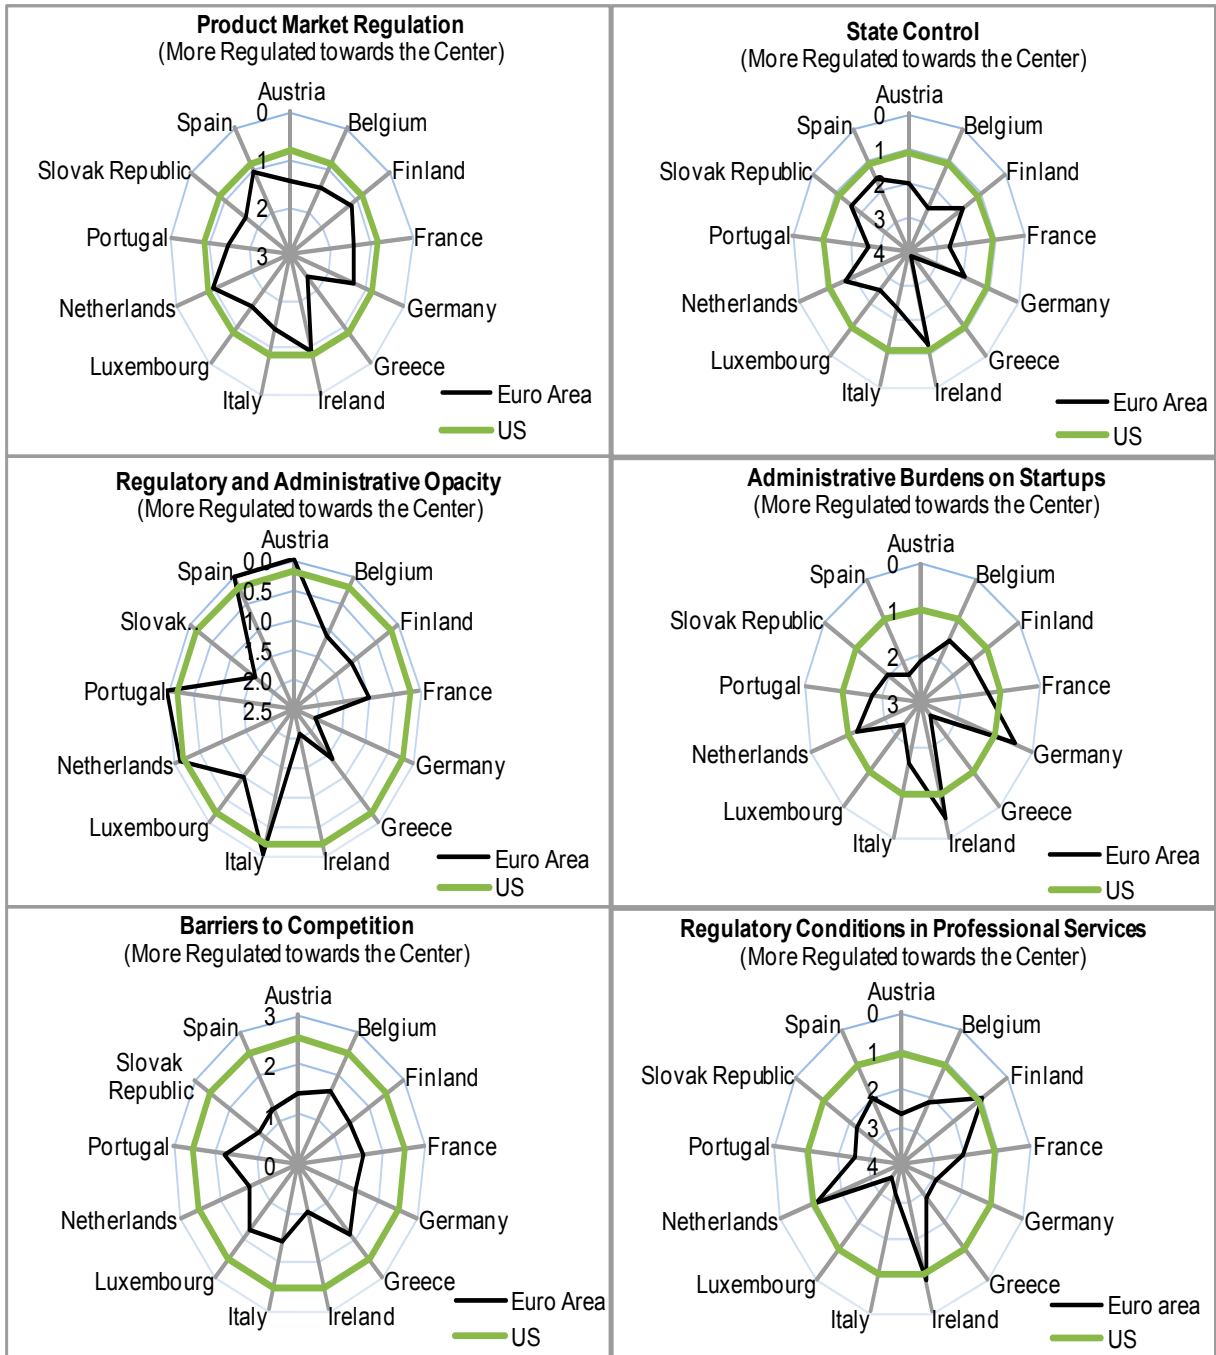 Product Market Regulation
(More Regulated towards the Center)
Austria
Belgium
Finland
France
Germany
Greece
Ireland
Italy
Luxembourg
Netherlands
Portugal
Slovak Republic
Spain
0
1
2
3
Euro Area
US
State Control
(More Regulated towards the Center)
Austria
Belgium
Finland
France
Germany
Greece
Ireland
Italy
Luxembourg
Netherlands
Portugal
Slovak Republic
Spain
0
1
2
3
4
Euro Area
US
Regulatory and Administrative Opacity
(More Regulated towards the Center)
Austria
Belgium
Finland
France
Germany
Greece
Ireland
Italy
Luxembourg
Netherlands
Portugal
Slovak..
Spain
0.0
0.5
1.0
1.5
2.0
2.5
Euro Area
US
Administrative Burdens on Startups
(More Regulated towards the Center)
Austria
Belgium
Finland
France
Germany
Greece
Ireland
Italy
Luxembourg
Netherlands
Portugal
Slovak Republic
Spain
0
1
2
3
Euro Area
US
Barriers to Competition
(More Regulated towards the Center)
Austria
Belgium
Finland
France
Germany
Greece
Ireland
Italy
Luxembourg
Netherlands
Portugal
Slovak
Republic
Spain
3
2
1
0
Euro Area
US
Regulatory Conditions in Professional Services
(More Regulated towards the Center)
Austria
Belgium
Finland
France
Germany
Greece
Ireland
Italy
Luxembourg
Netherlands
Portugal
Slovak Republic
Spain
0
1
2
3
4
Euro area
US